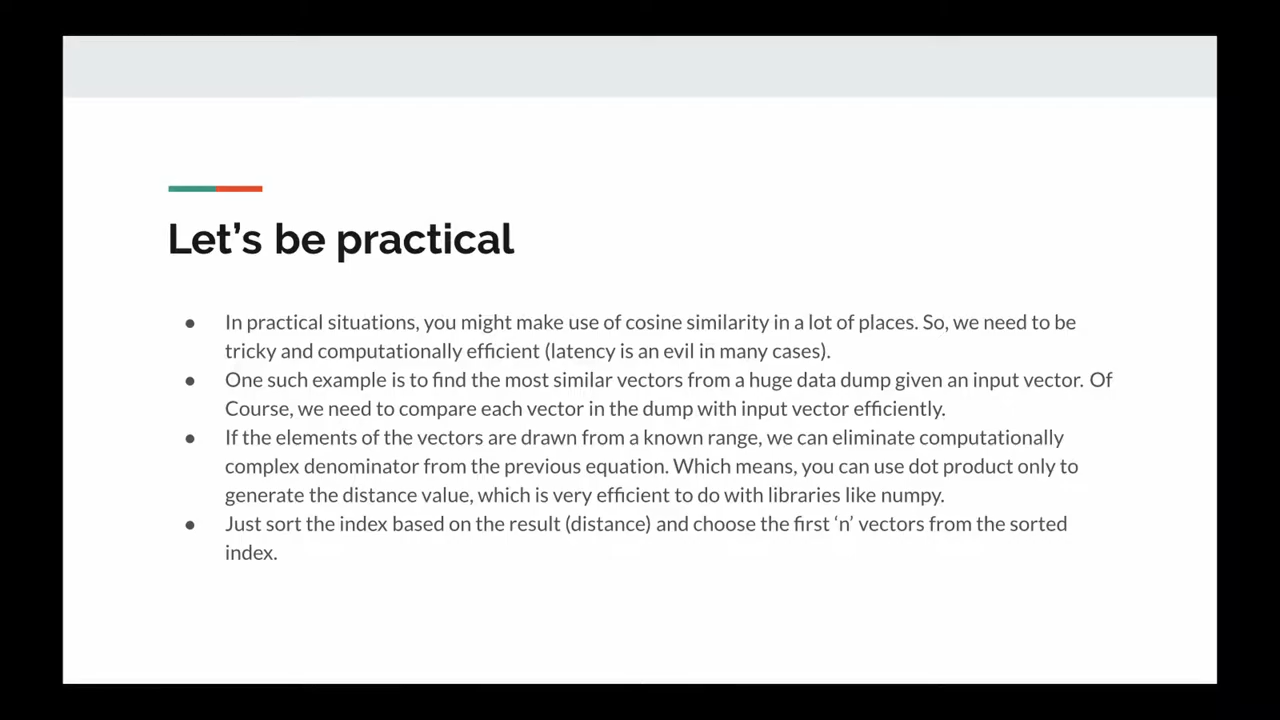 Let’s be practical
● In practical situations, you might make use of cosine similarity in a lot of places. So, we need to be
tricky and computationally efficient (latency is an evil in many cases).
● One such example is to find the most similar vectors from a huge data dump given an input vector. Of
Course, we need to compare each vector in the dump with input vector efficiently.
● If the elements of the vectors are drawn from a known range, we can eliminate computationally
complex denominator from the previous equation. Which means, you can use dot product only to
generate the distance value, which is very efficient to do with libraries like numpy.
● Just sort the index based on the result (distance) and choose the first ‘n’ vectors from the sorted
index.